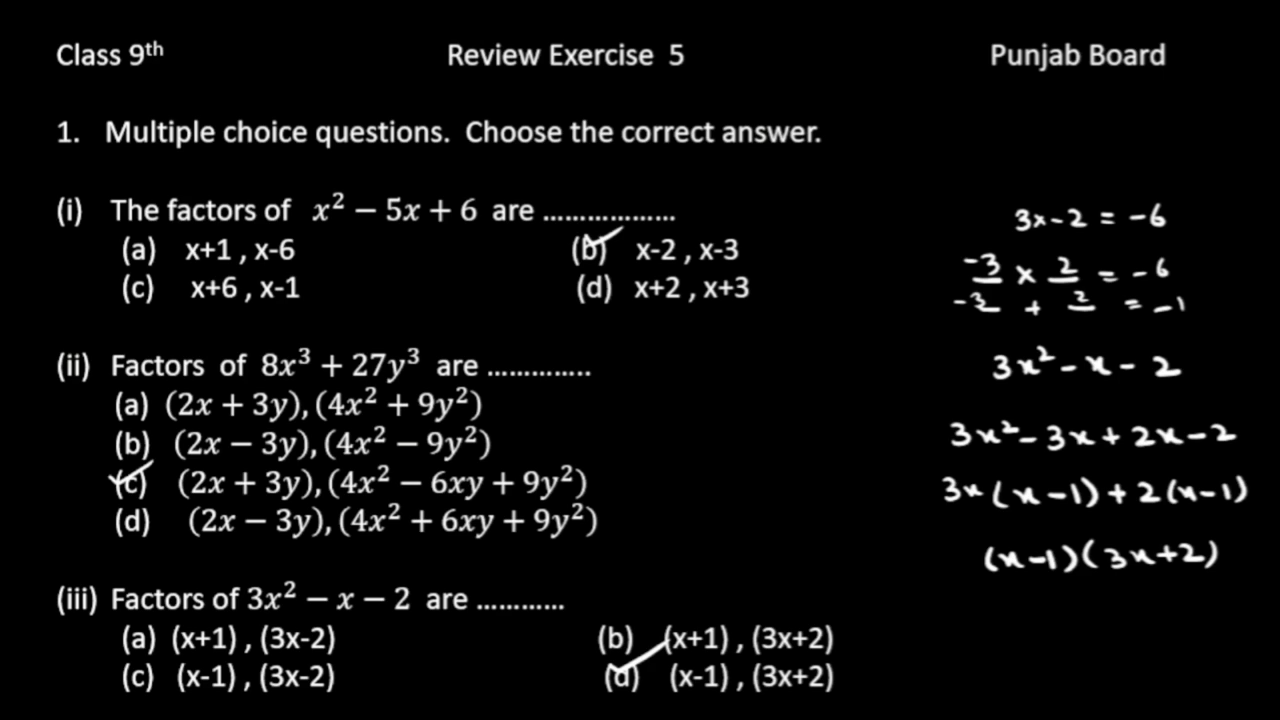 Class 9th Review Exercise 5 Punjab Board
1. Multiple choice questions. Choose the correct answer.
(i) The factors of x² − 5x + 6 are ..................
(a) x+1 , x-6 (b) x-2 , x-3
(c) x+6 , x-1 (d) x+2 , x+3
(ii) Factors of 8x³ + 27y³ are ..............
(a) (2x + 3y), (4x² + 9y²)
(b) (2x − 3y), (4x² − 9y²)
(c) (2x + 3y), (4x² − 6xy + 9y²)
(d) (2x − 3y), (4x² + 6xy + 9y²)
(iii) Factors of 3x² − x − 2 are ............
(a) (x+1) , (3x-2) (b) (x+1) , (3x+2)
(c) (x-1) , (3x-2) (d) (x-1) , (3x+2)
3x-2 = -6
-3 x 2 = -6
-3 + 2 = -1
3x² - x - 2
3x² - 3x + 2x - 2
3x (x-1) + 2 (x-1)
(x-1)(3x+2)